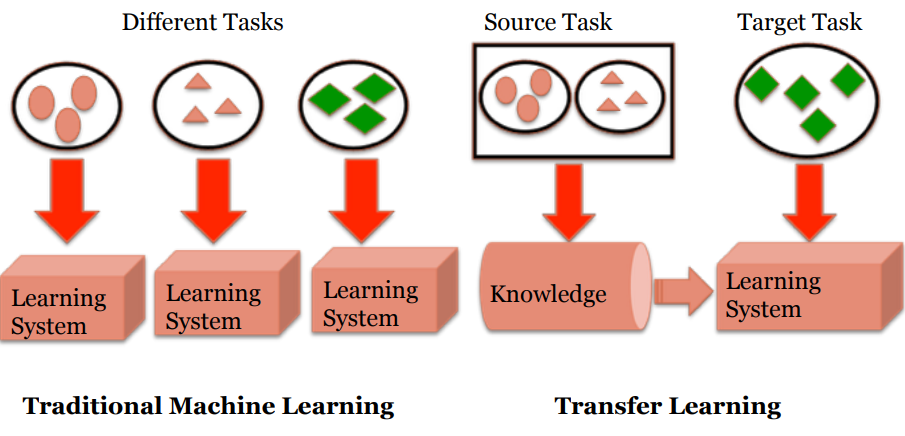 Different Tasks
Source Task
Target Task
Learning
System
Learning
System
Learning
System
Knowledge
Learning
System
Traditional Machine Learning
Transfer Learning